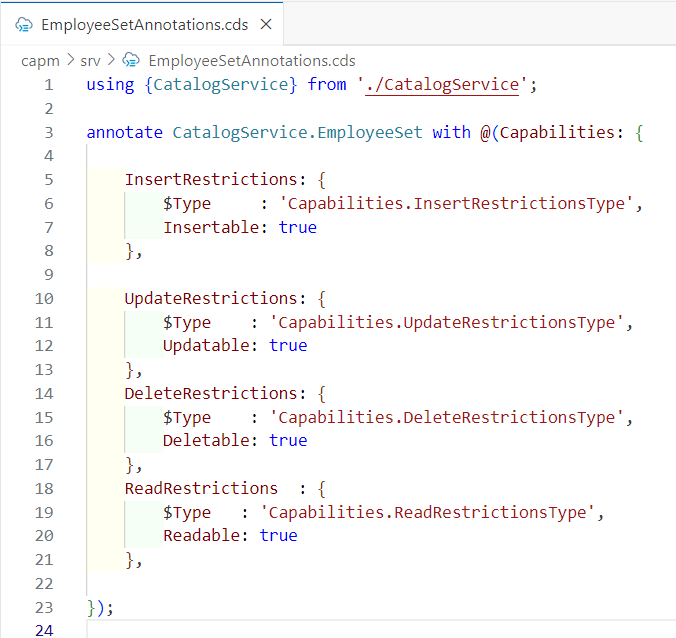 EmployeeSetAnnotations.cds ×
capm > srv > EmployeeSetAnnotations.cds
1 using {CatalogService} from './CatalogService';
2
3 annotate CatalogService.EmployeeSet with @(Capabilities: {
4
5     InsertRestrictions: {
6         $Type     : 'Capabilities.InsertRestrictionsType',
7         Insertable: true
8     },
9
10     UpdateRestrictions: {
11         $Type    : 'Capabilities.UpdateRestrictionsType',
12         Updatable: true
13     },
14     DeleteRestrictions: {
15         $Type    : 'Capabilities.DeleteRestrictionsType',
16         Deletable: true
17     },
18     ReadRestrictions  : {
19         $Type   : 'Capabilities.ReadRestrictionsType',
20         Readable: true
21     },
22
23 });
24